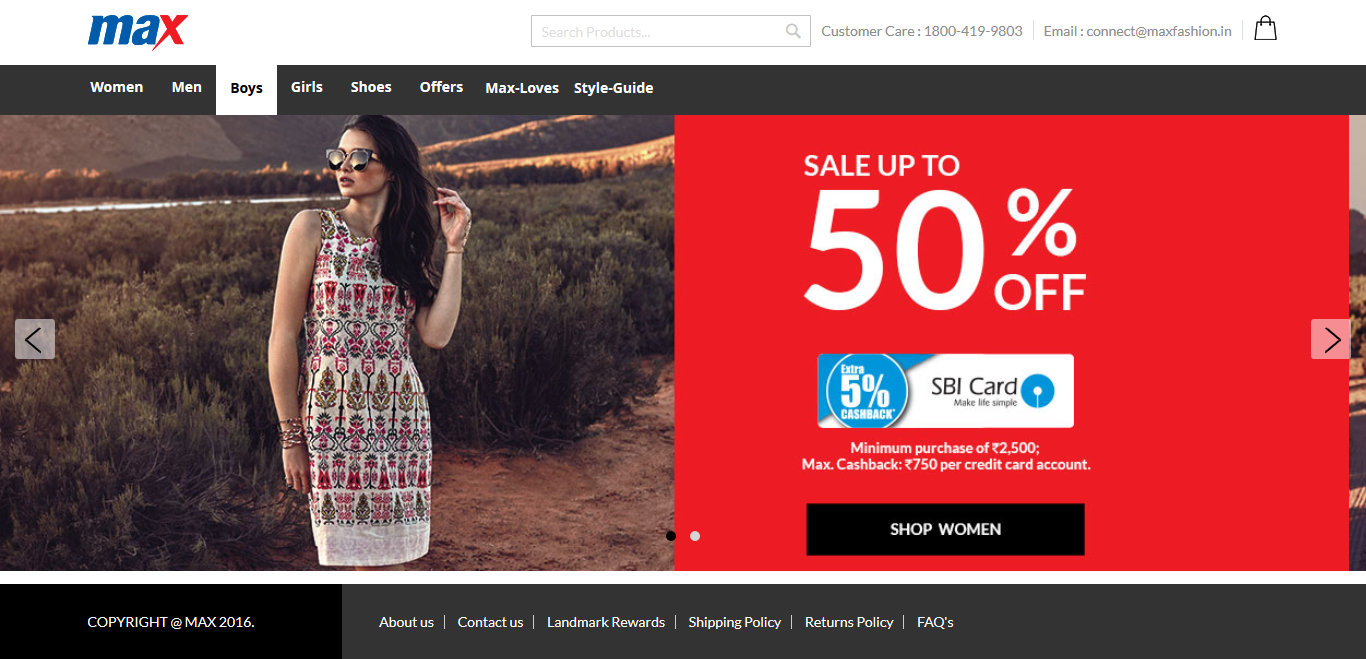 max
Search Products...
Customer Care : 1800-419-9803
Email : connect@maxfashion.in
Women Men Boys Girls Shoes Offers Max-Loves Style-Guide
SALE UP TO
50%
OFF
Extra
5%
CASHBACK*
SBI Card
Make life simple
Minimum purchase of ₹2,500;
Max. Cashback: ₹750 per credit card account.
SHOP WOMEN
COPYRIGHT @ MAX 2016.
About us | Contact us | Landmark Rewards | Shipping Policy | Returns Policy | FAQ's